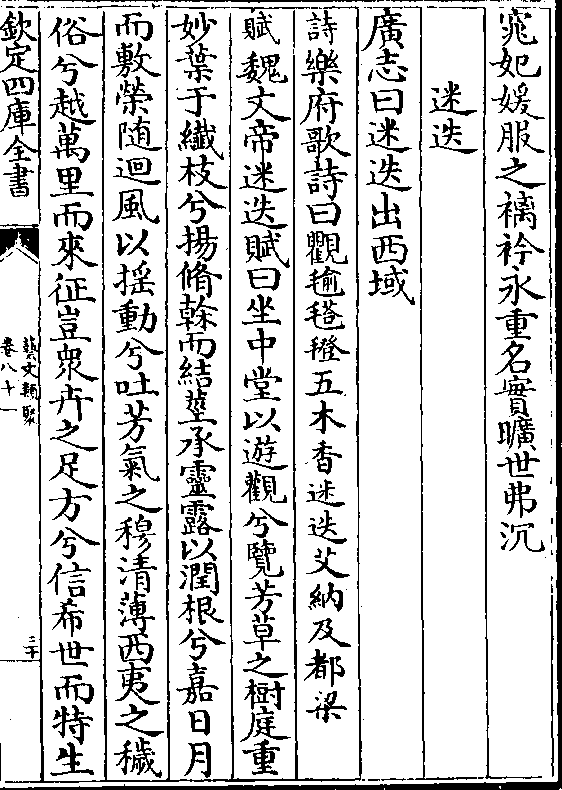 窕妃媛服之褵衿永重名實曠世弗沉
迷迭
廣志曰迷迭出西域
詩樂府歌詩曰觀㲣毾㲪五木香迷迭艾納及都梁
賦魏文帝迷迭賦曰坐中堂以遊觀兮覽芳草之樹庭重
妙葉于纖枝兮揚脩榦而結莖承靈露以潤根兮嘉日月
而敷榮随迴風以揺動兮吐芳氣之穆清薄西夷之穢
俗兮越萬里而來征豈衆卉之足方兮信希世而特生
欽定四庫全書
藝文類聚
卷八十一
三十